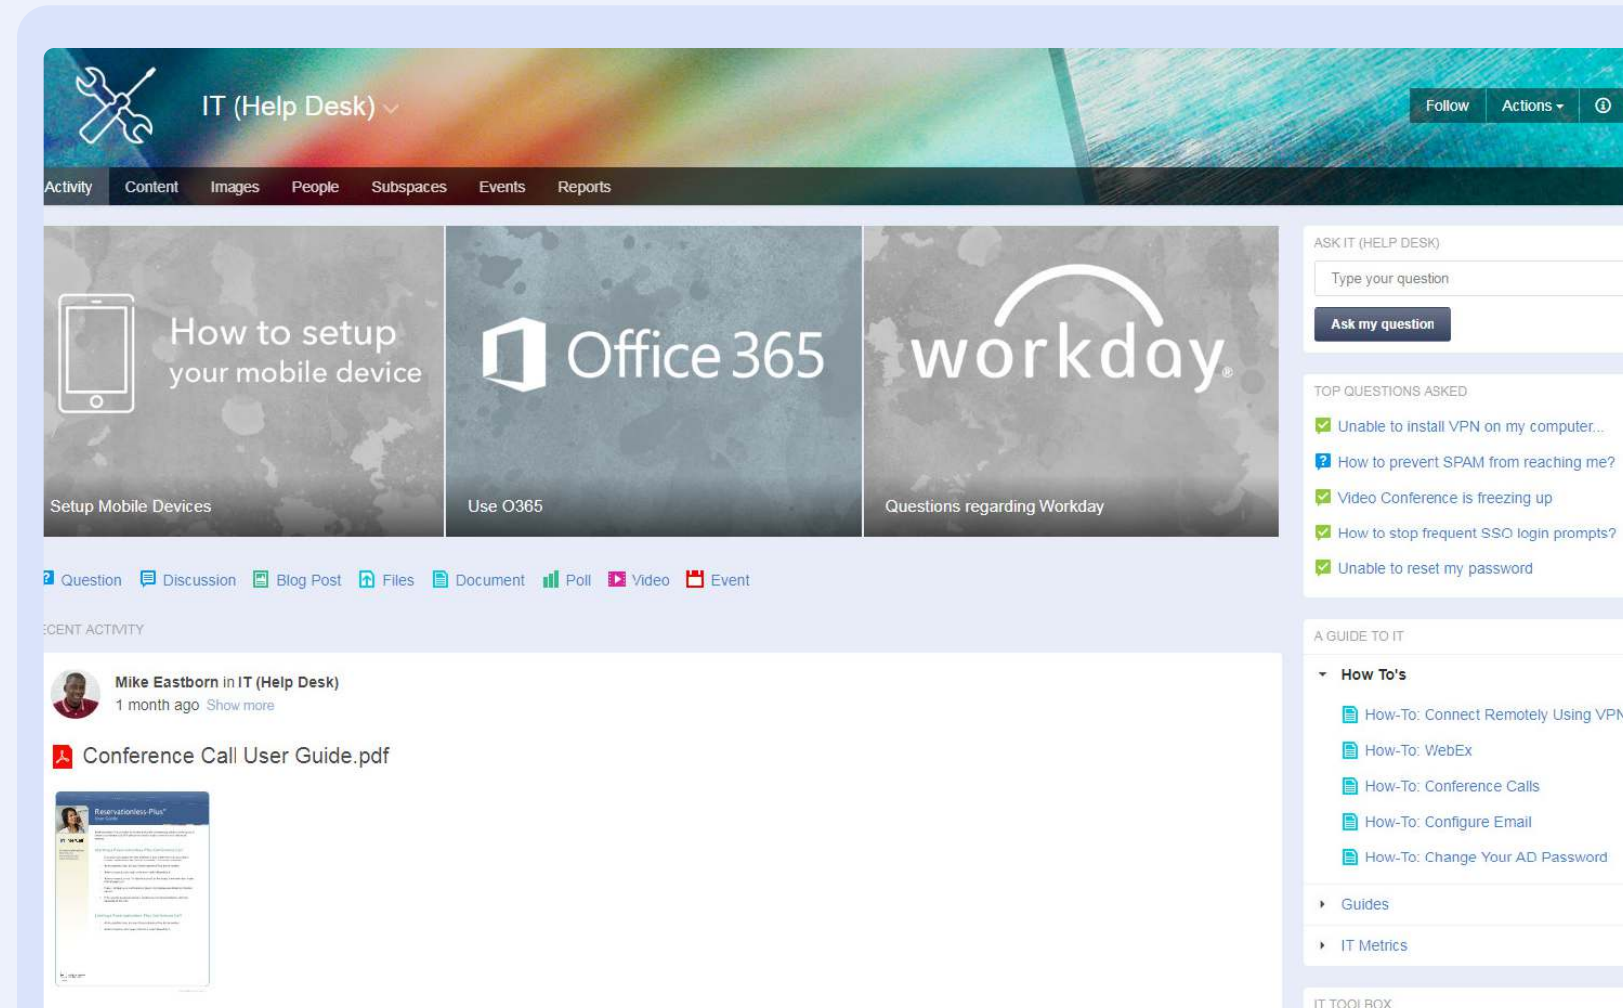 IT (Help Desk)
Follow
Actions
Activity
Content
Images
People
Subspaces
Events
Reports
How to setup
your mobile device
Setup Mobile Devices
Office 365
Use O365
workday®
Questions regarding Workday
Question
Discussion
Blog Post
Files
Document
Poll
Video
Event
ECENT ACTIVITY
Mike Eastborn in IT (Help Desk)
1 month ago Show more
Conference Call User Guide.pdf
Reservationless-Plus®
User Guide
ASK IT (HELP DESK)
Type your question
Ask my question
TOP QUESTIONS ASKED
Unable to install VPN on my computer...
How to prevent SPAM from reaching me?
Video Conference is freezing up
How to stop frequent SSO login prompts?
Unable to reset my password
A GUIDE TO IT
How To's
How-To: Connect Remotely Using VPN
How-To: WebEx
How-To: Conference Calls
How-To: Configure Email
How-To: Change Your AD Password
Guides
IT Metrics
IT TOOLBOX